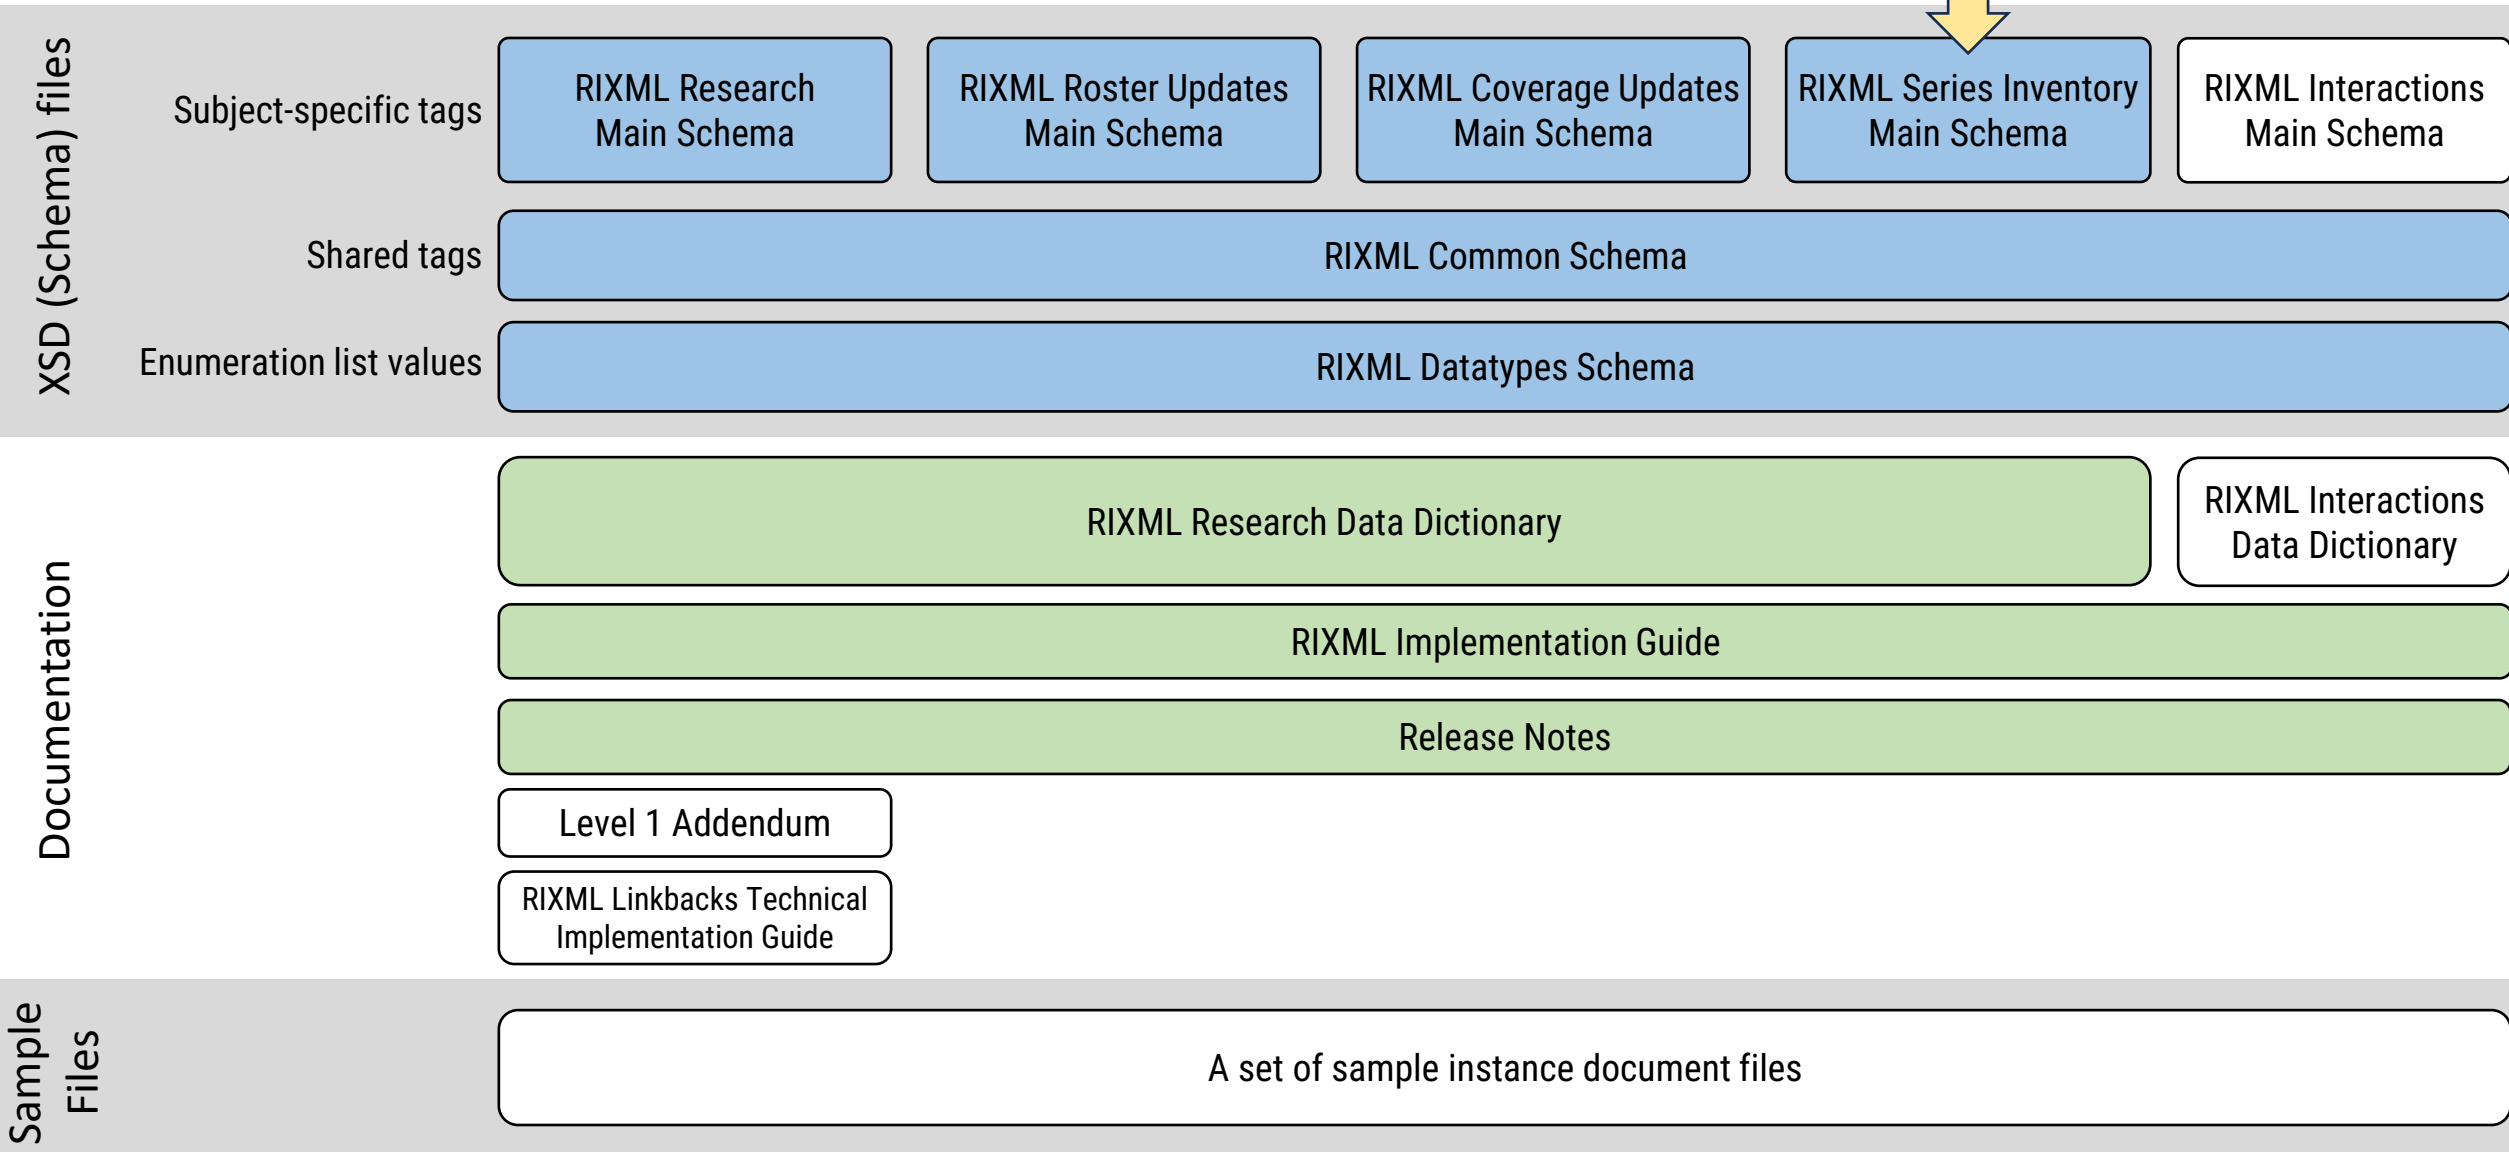 XSD (Schema) files
Subject-specific tags
RIXML Research
Main Schema
RIXML Roster Updates
Main Schema
RIXML Coverage Updates
Main Schema
RIXML Series Inventory
Main Schema
RIXML Interactions
Main Schema
Shared tags
RIXML Common Schema
Enumeration list values
RIXML Datatypes Schema
Documentation
RIXML Research Data Dictionary
RIXML Interactions
Data Dictionary
RIXML Implementation Guide
Release Notes
Level 1 Addendum
RIXML Linkbacks Technical
Implementation Guide
Sample
Files
A set of sample instance document files